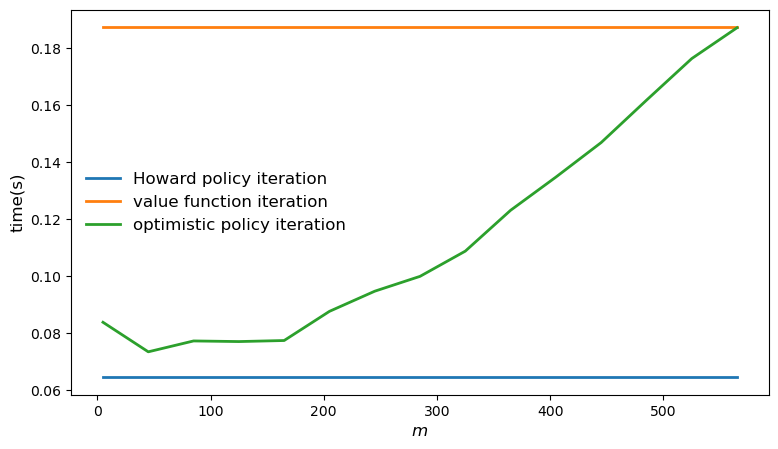 0.18
0.16
0.14
0.12
0.10
0.08
0.06
time(s)
Howard policy iteration
value function iteration
optimistic policy iteration
0 100 200 300 400 500
m